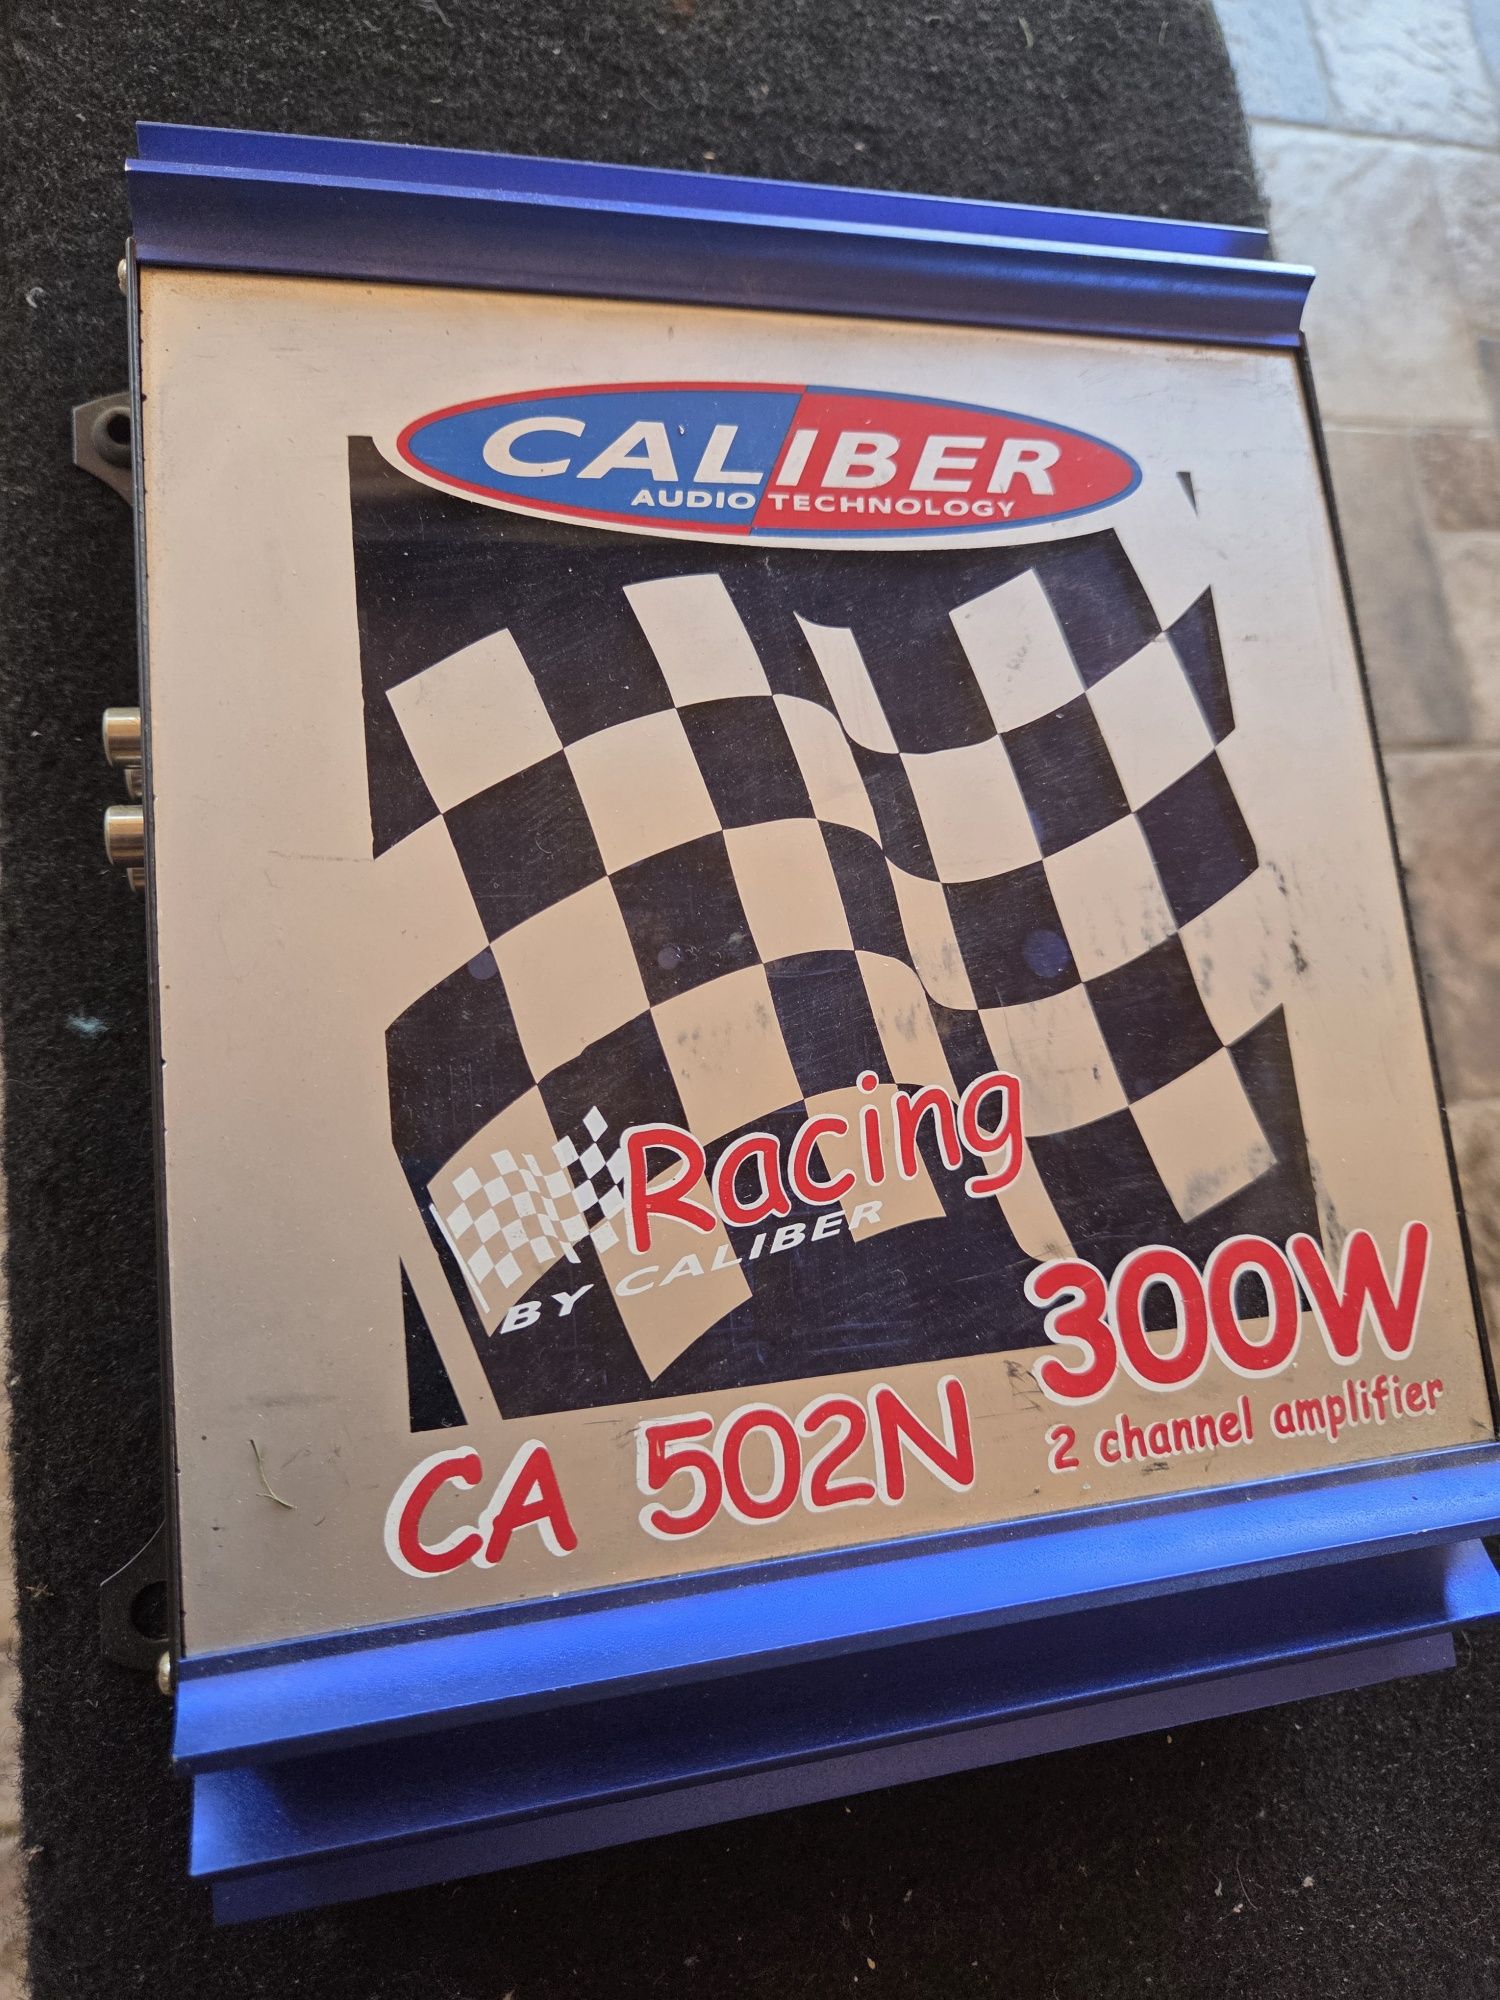 CALIBER
AUDIO TECHNOLOGY
Racing
BY CALIBER
300W
CA 502N
2 channel amplifier